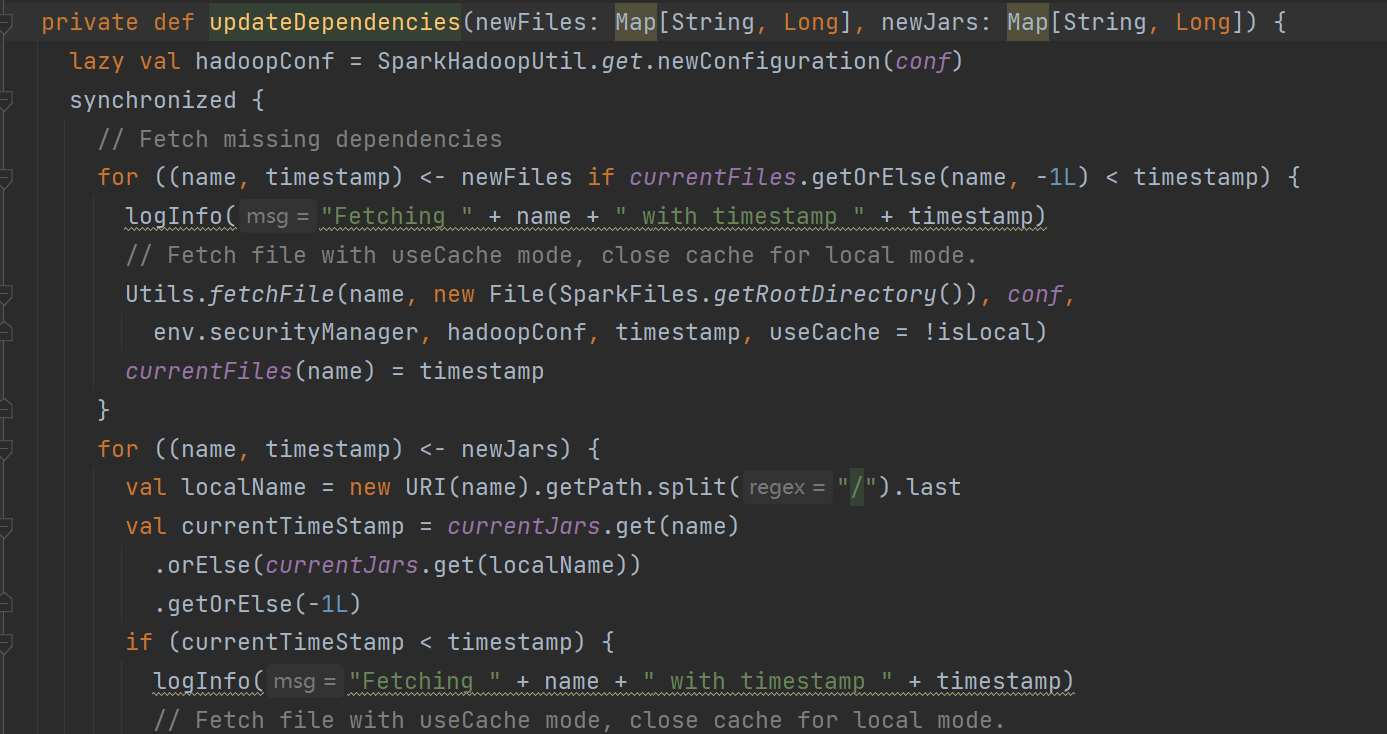 private def updateDependencies(newFiles: Map[String, Long], newJars: Map[String, Long]) {
lazy val hadoopConf = SparkHadoopUtil.get.newConfiguration(conf)
synchronized {
// Fetch missing dependencies
for ((name, timestamp) <- newFiles if currentFiles.getOrElse(name, -1L) < timestamp) {
logInfo( msg = "Fetching " + name + " with timestamp " + timestamp)
// Fetch file with useCache mode, close cache for local mode.
Utils.fetchFile(name, new File(SparkFiles.getRootDirectory()), conf,
env.securityManager, hadoopConf, timestamp, useCache = !isLocal)
currentFiles(name) = timestamp
}
for ((name, timestamp) <- newJars) {
val localName = new URI(name).getPath.split( regex = "/").last
val currentTimeStamp = currentJars.get(name)
.orElse(currentJars.get(localName))
.getOrElse(-1L)
if (currentTimeStamp < timestamp) {
logInfo( msg = "Fetching " + name + " with timestamp " + timestamp)
// Fetch file with useCache mode, close cache for local mode.